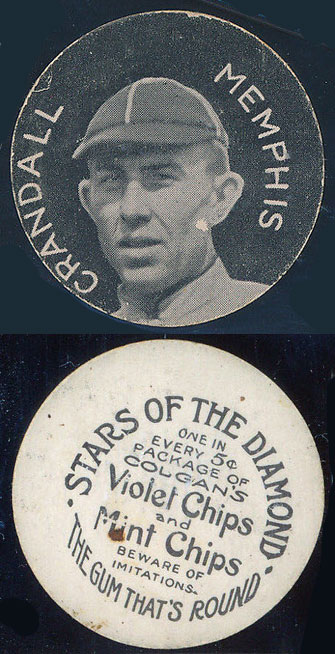 CRANDALL
MEMPHIS
·STARS OF THE DIAMOND·
ONE IN
EVERY 5¢
PACKAGE OF
COLGAN'S
Violet Chips
and
Mint Chips
BEWARE OF
IMITATIONS.
THE GUM THAT'S ROUND